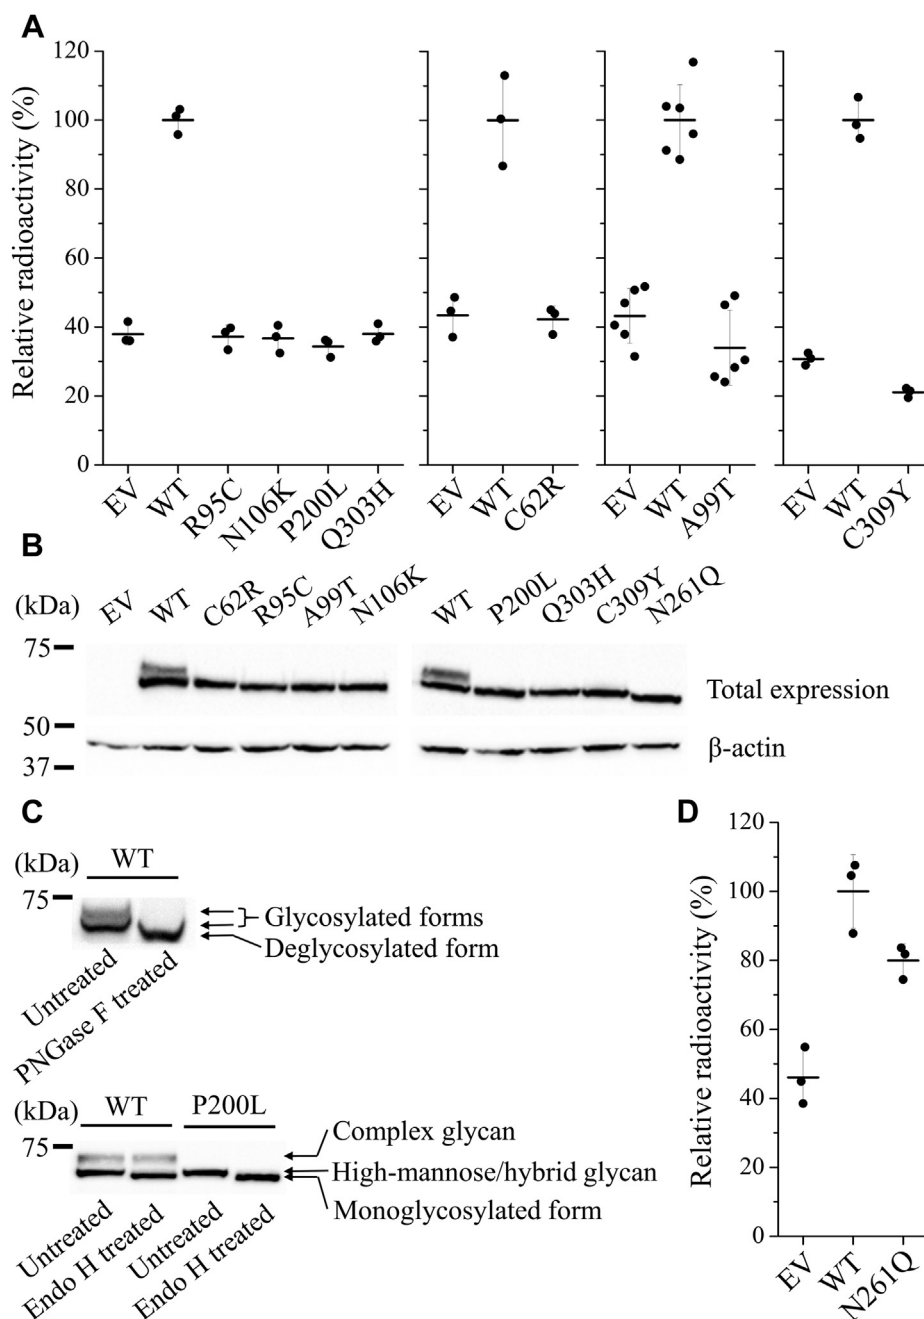 A
Relative radioactivity (%)
120
100
80
60
40
20
0
EV WT R95C N106K P200L Q303H
EV WT C62R
EV WT A99T
EV WT C309Y
B
(kDa) EV WT C62R R95C A99T N106K WT P200L Q303H C309Y N261Q
75
Total expression
50
β-actin
37
C
(kDa) WT
75
Glycosylated forms
Deglycosylated form
Untreated PNGase F treated
(kDa) WT P200L
75
Complex glycan
High-mannose/hybrid glycan
Monoglycosylated form
Untreated Endo H treated Untreated Endo H treated
D
Relative radioactivity (%)
120
100
80
60
40
20
0
EV WT N261Q